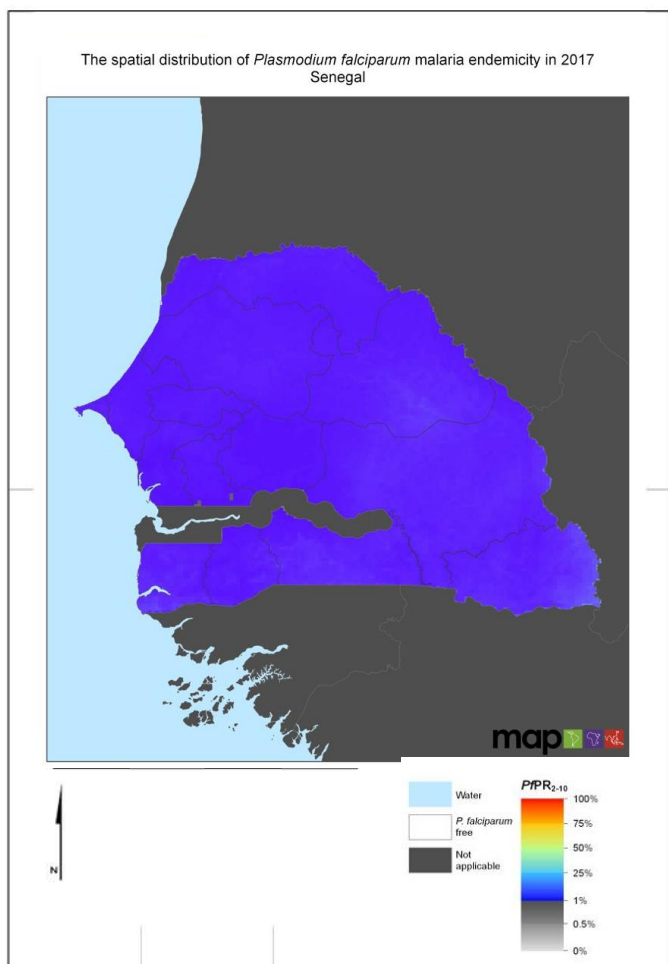 The spatial distribution of Plasmodium falciparum malaria endemicity in 2017
Senegal
map
N
Water
P. falciparum
free
Not
applicable
PfPR2-10
100%
75%
50%
25%
1%
0.5%
0%